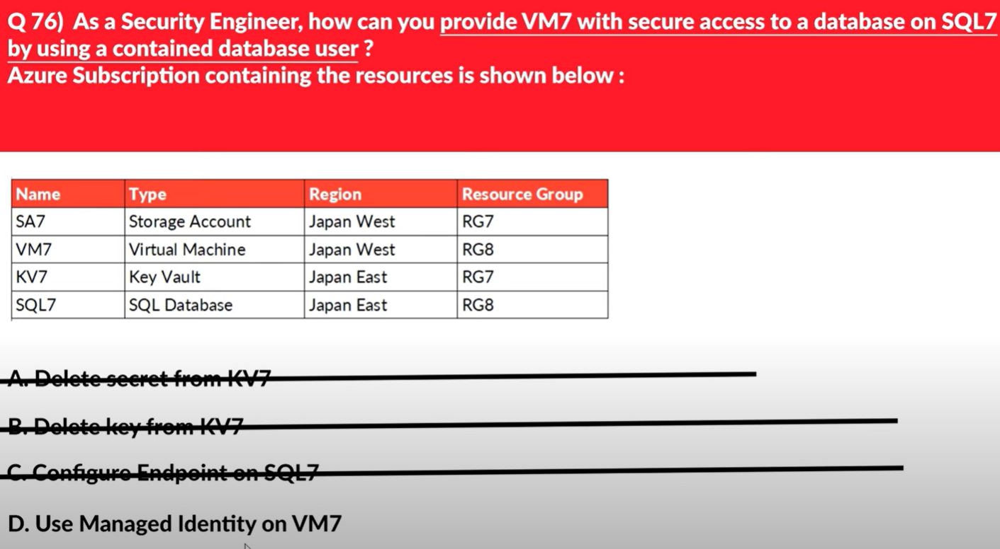 Q 76) As a Security Engineer, how can you provide VM7 with secure access to a database on SQL7
by using a contained database user ?
Azure Subscription containing the resources is shown below :
Name Type Region Resource Group
SA7 Storage Account Japan West RG7
VM7 Virtual Machine Japan West RG8
KV7 Key Vault Japan East RG7
SQL7 SQL Database Japan East RG8
A. Delete secret from KV7
B. Delete key from KV7
C. Configure Endpoint on SQL7
D. Use Managed Identity on VM7